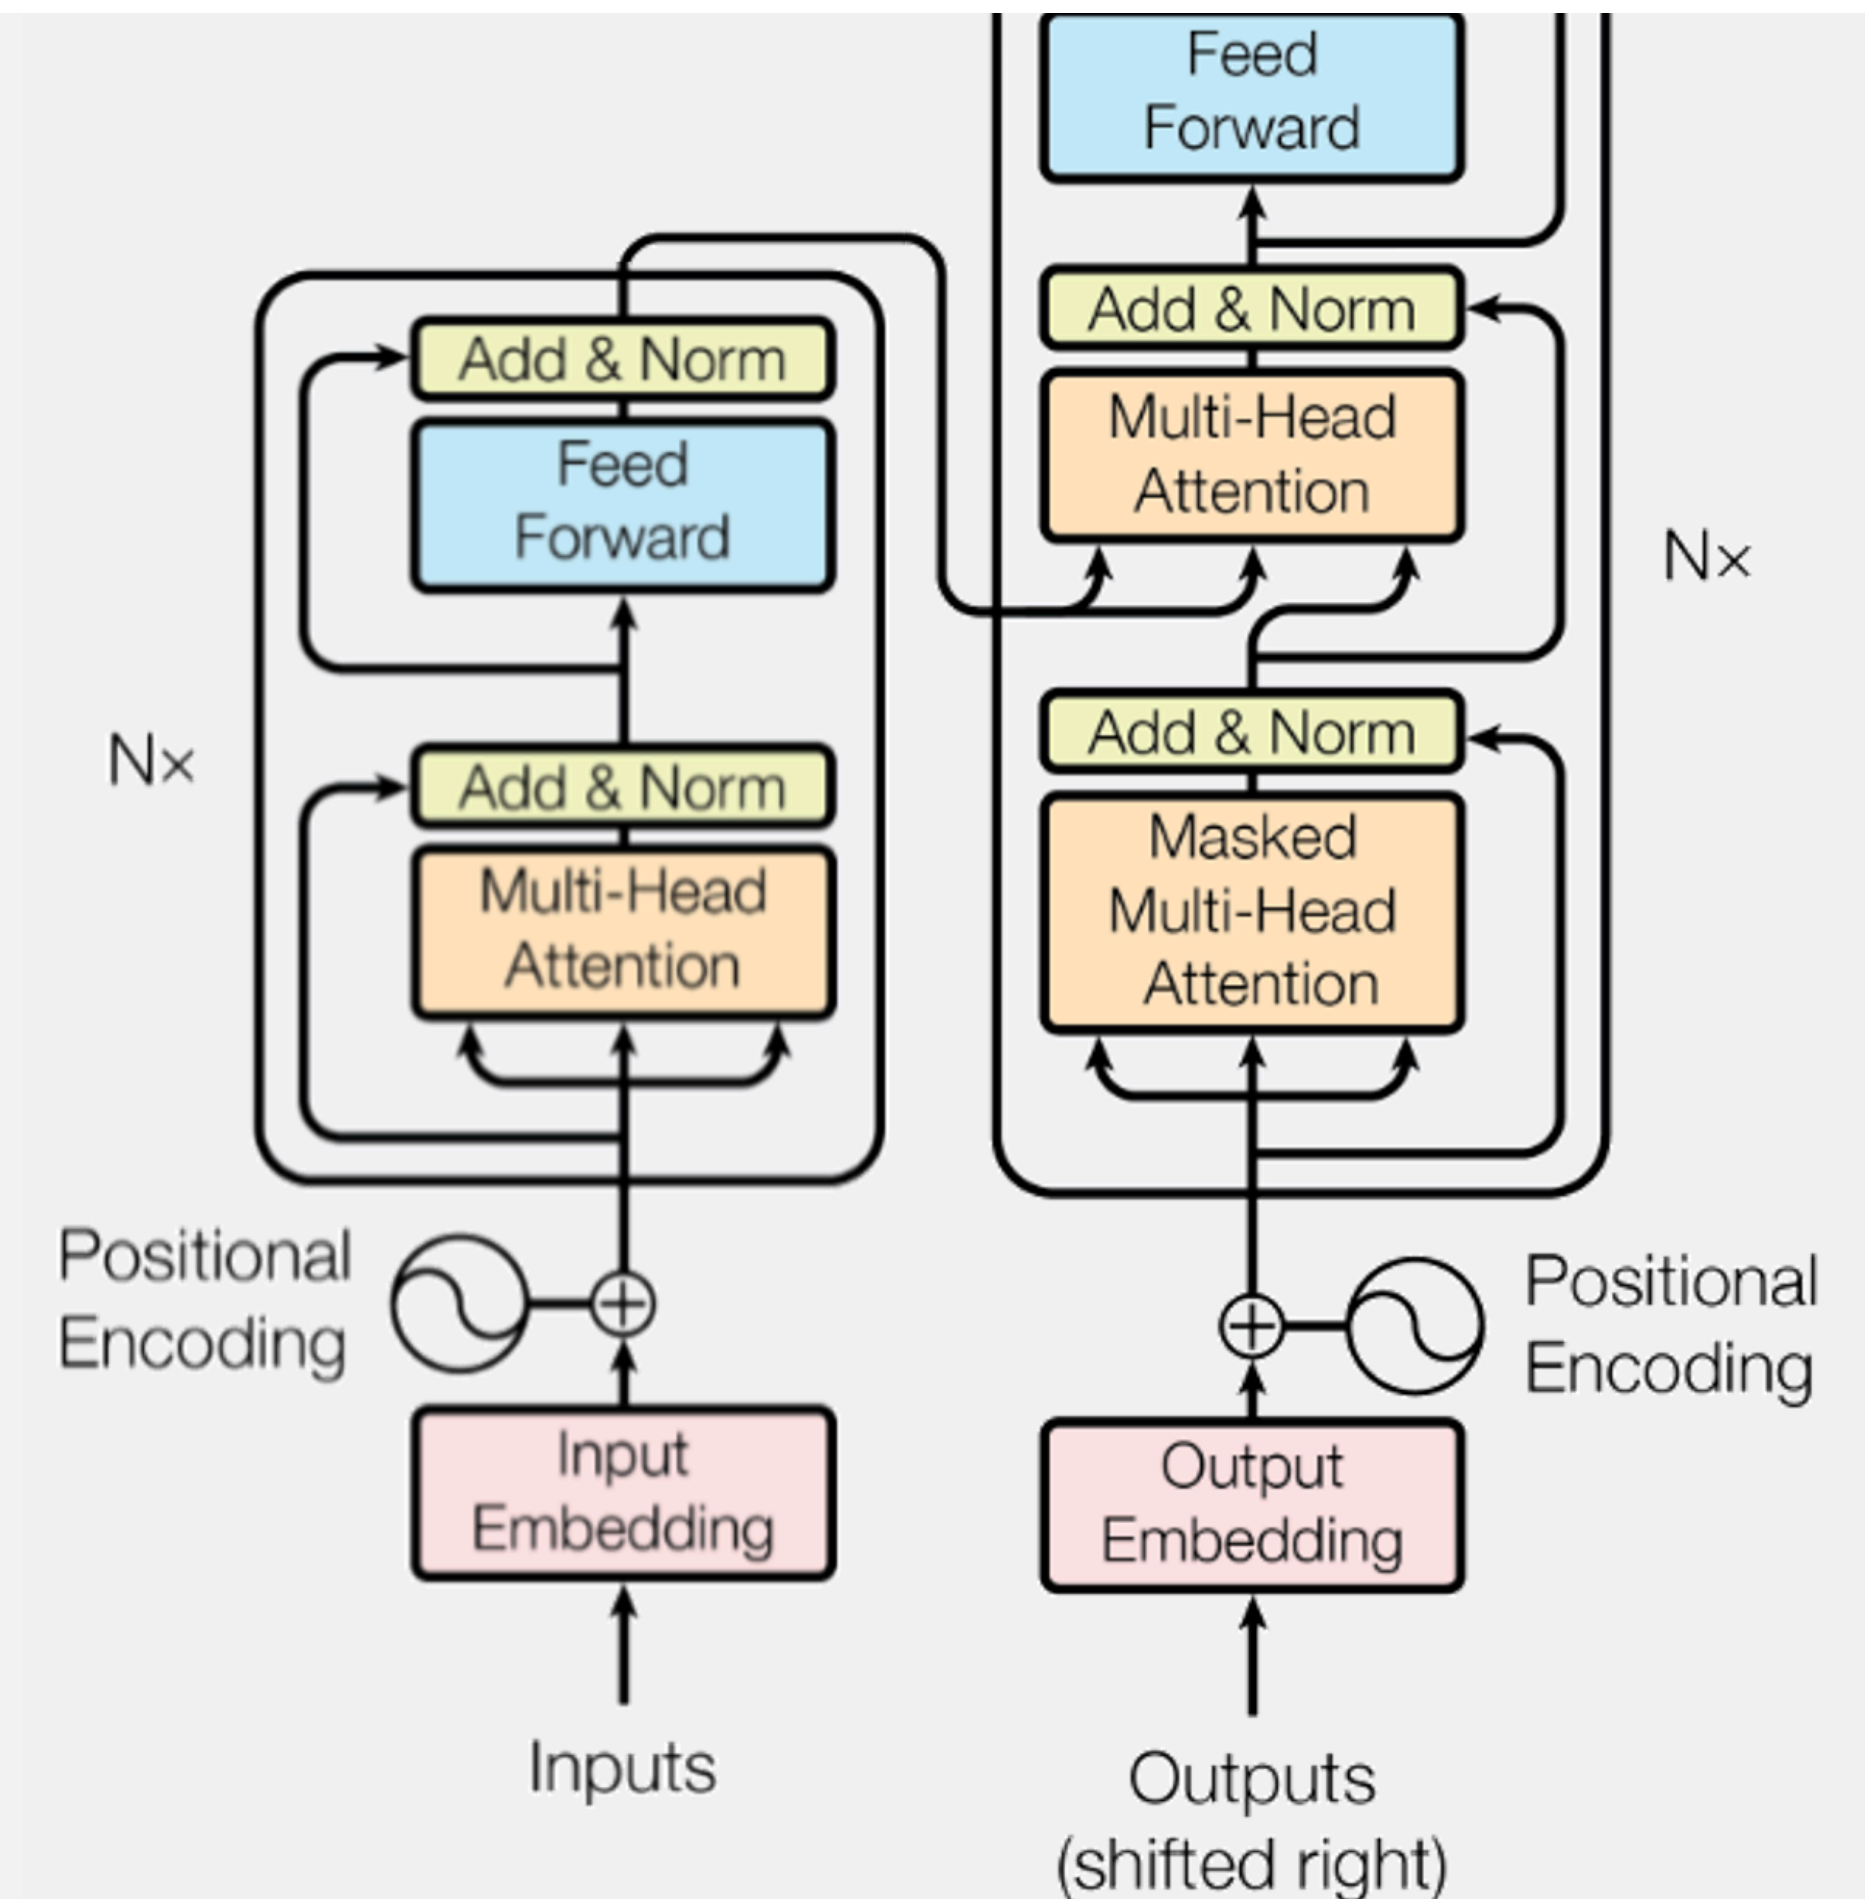 Feed
Forward
Add & Norm
Multi-Head
Attention
Nx
Add & Norm
Masked
Multi-Head
Attention
Add & Norm
Feed
Forward
Nx
Add & Norm
Multi-Head
Attention
Positional
Encoding
Input
Embedding
Inputs
Positional
Encoding
Output
Embedding
Outputs
(shifted right)